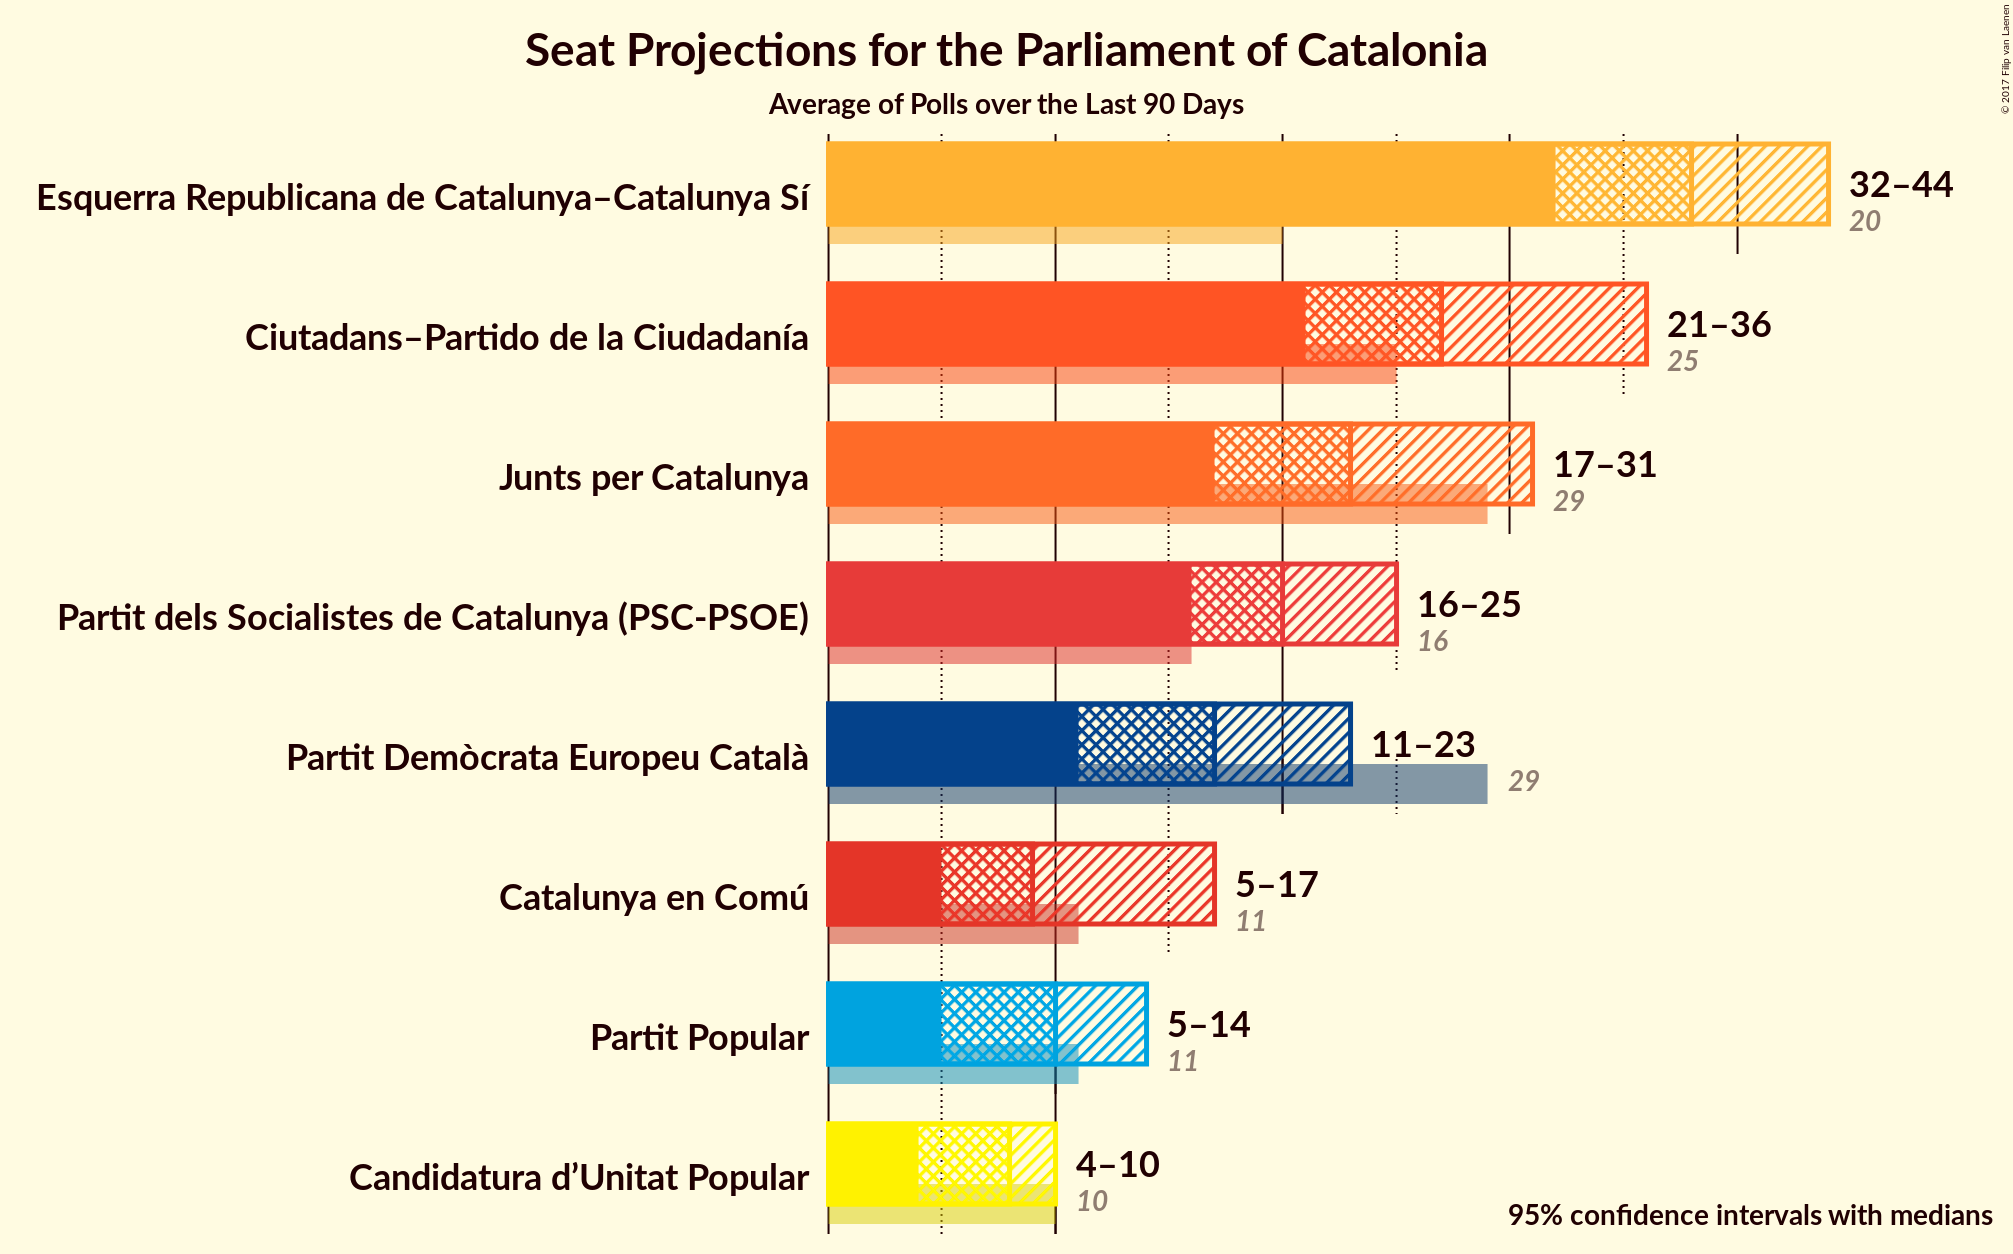 Seat Projections for the Parliament of Catalonia
Average of Polls over the Last 90 Days
© 2017 Filip van Laenen
Esquerra Republicana de Catalunya–Catalunya Sí
32–44
20
Ciutadans–Partido de la Ciudadanía
21–36
25
Junts per Catalunya
17–31
29
Partit dels Socialistes de Catalunya (PSC-PSOE)
16–25
16
Partit Demòcrata Europeu Català
11–23
29
Catalunya en Comú
5–17
11
Partit Popular
5–14
11
Candidatura d’Unitat Popular
4–10
10
95% confidence intervals with medians